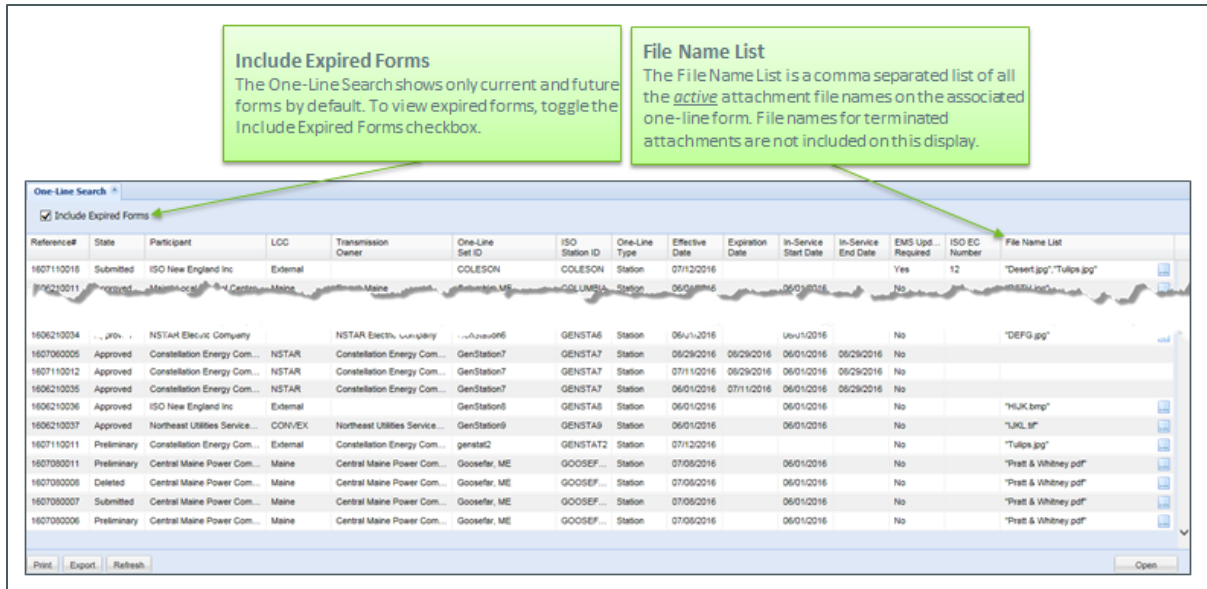 Include Expired Forms
The One-Line Search shows only current and future
forms by default. To view expired forms, toggle the
Include Expired Forms checkbox.
File Name List
The File Name List is a comma separated list of all
the active attachment file names on the associated
one-line form. File names for terminated
attachments are not included on this display.
One-Line Search
Include Expired Forms
Reference# State Participant LCC Transmission Owner One-Line Set ID ISO Station ID One-Line Type Effective Date Expiration Date In-Service Start Date In-Service End Date EMS Upd... Required ISO EC Number File Name List
1607110018 Submitted ISO New England Inc External COLESON COLESON Station 07/12/2016 Yes 12 "Desert.jpg","Tulips.jpg"
1606210011 Approved Maine Station No
1606210034 NSTAR Electric Company NSTAR Electric Company GENSTA6 Station 06/01/2016 06/01/2016 No "DEFG.jpg"
1607060005 Approved Constellation Energy Com... NSTAR Constellation Energy Com... GenStation7 GENSTA7 Station 08/29/2016 08/29/2016 06/01/2016 08/29/2016 No
1607110012 Approved Constellation Energy Com... NSTAR Constellation Energy Com... GenStation7 GENSTA7 Station 07/11/2016 08/29/2016 06/01/2016 08/29/2016 No
1606210035 Approved Constellation Energy Com... NSTAR Constellation Energy Com... GenStation7 GENSTA7 Station 06/01/2016 07/11/2016 06/01/2016 08/29/2016 No
1606210036 Approved ISO New England Inc External GenStation8 GENSTA8 Station 06/01/2016 06/01/2016 No "HIJK.bmp"
1606210037 Approved Northeast Utilities Service... CONVEX Northeast Utilities Service... GenStation9 GENSTA9 Station 06/01/2016 06/01/2016 No "IJKL.tif"
1607110011 Preliminary Constellation Energy Com... External Constellation Energy Com... genstat2 GENSTAT2 Station 07/12/2016 No "Tulips.jpg"
1607080011 Preliminary Central Maine Power Com... Maine Central Maine Power Com... Goosefar, ME GOOSEF... Station 07/08/2016 06/01/2016 No "Pratt & Whitney.pdf"
1607080008 Deleted Central Maine Power Com... Maine Central Maine Power Com... Goosefar, ME GOOSEF... Station 07/08/2016 06/01/2016 No "Pratt & Whitney.pdf"
1607080007 Submitted Central Maine Power Com... Maine Central Maine Power Com... Goosefar, ME GOOSEF... Station 07/08/2016 06/01/2016 No "Pratt & Whitney.pdf"
1607080006 Preliminary Central Maine Power Com... Maine Central Maine Power Com... Goosefar, ME GOOSEF... Station 07/08/2016 06/01/2016 No "Pratt & Whitney.pdf"
Print Export Refresh Open